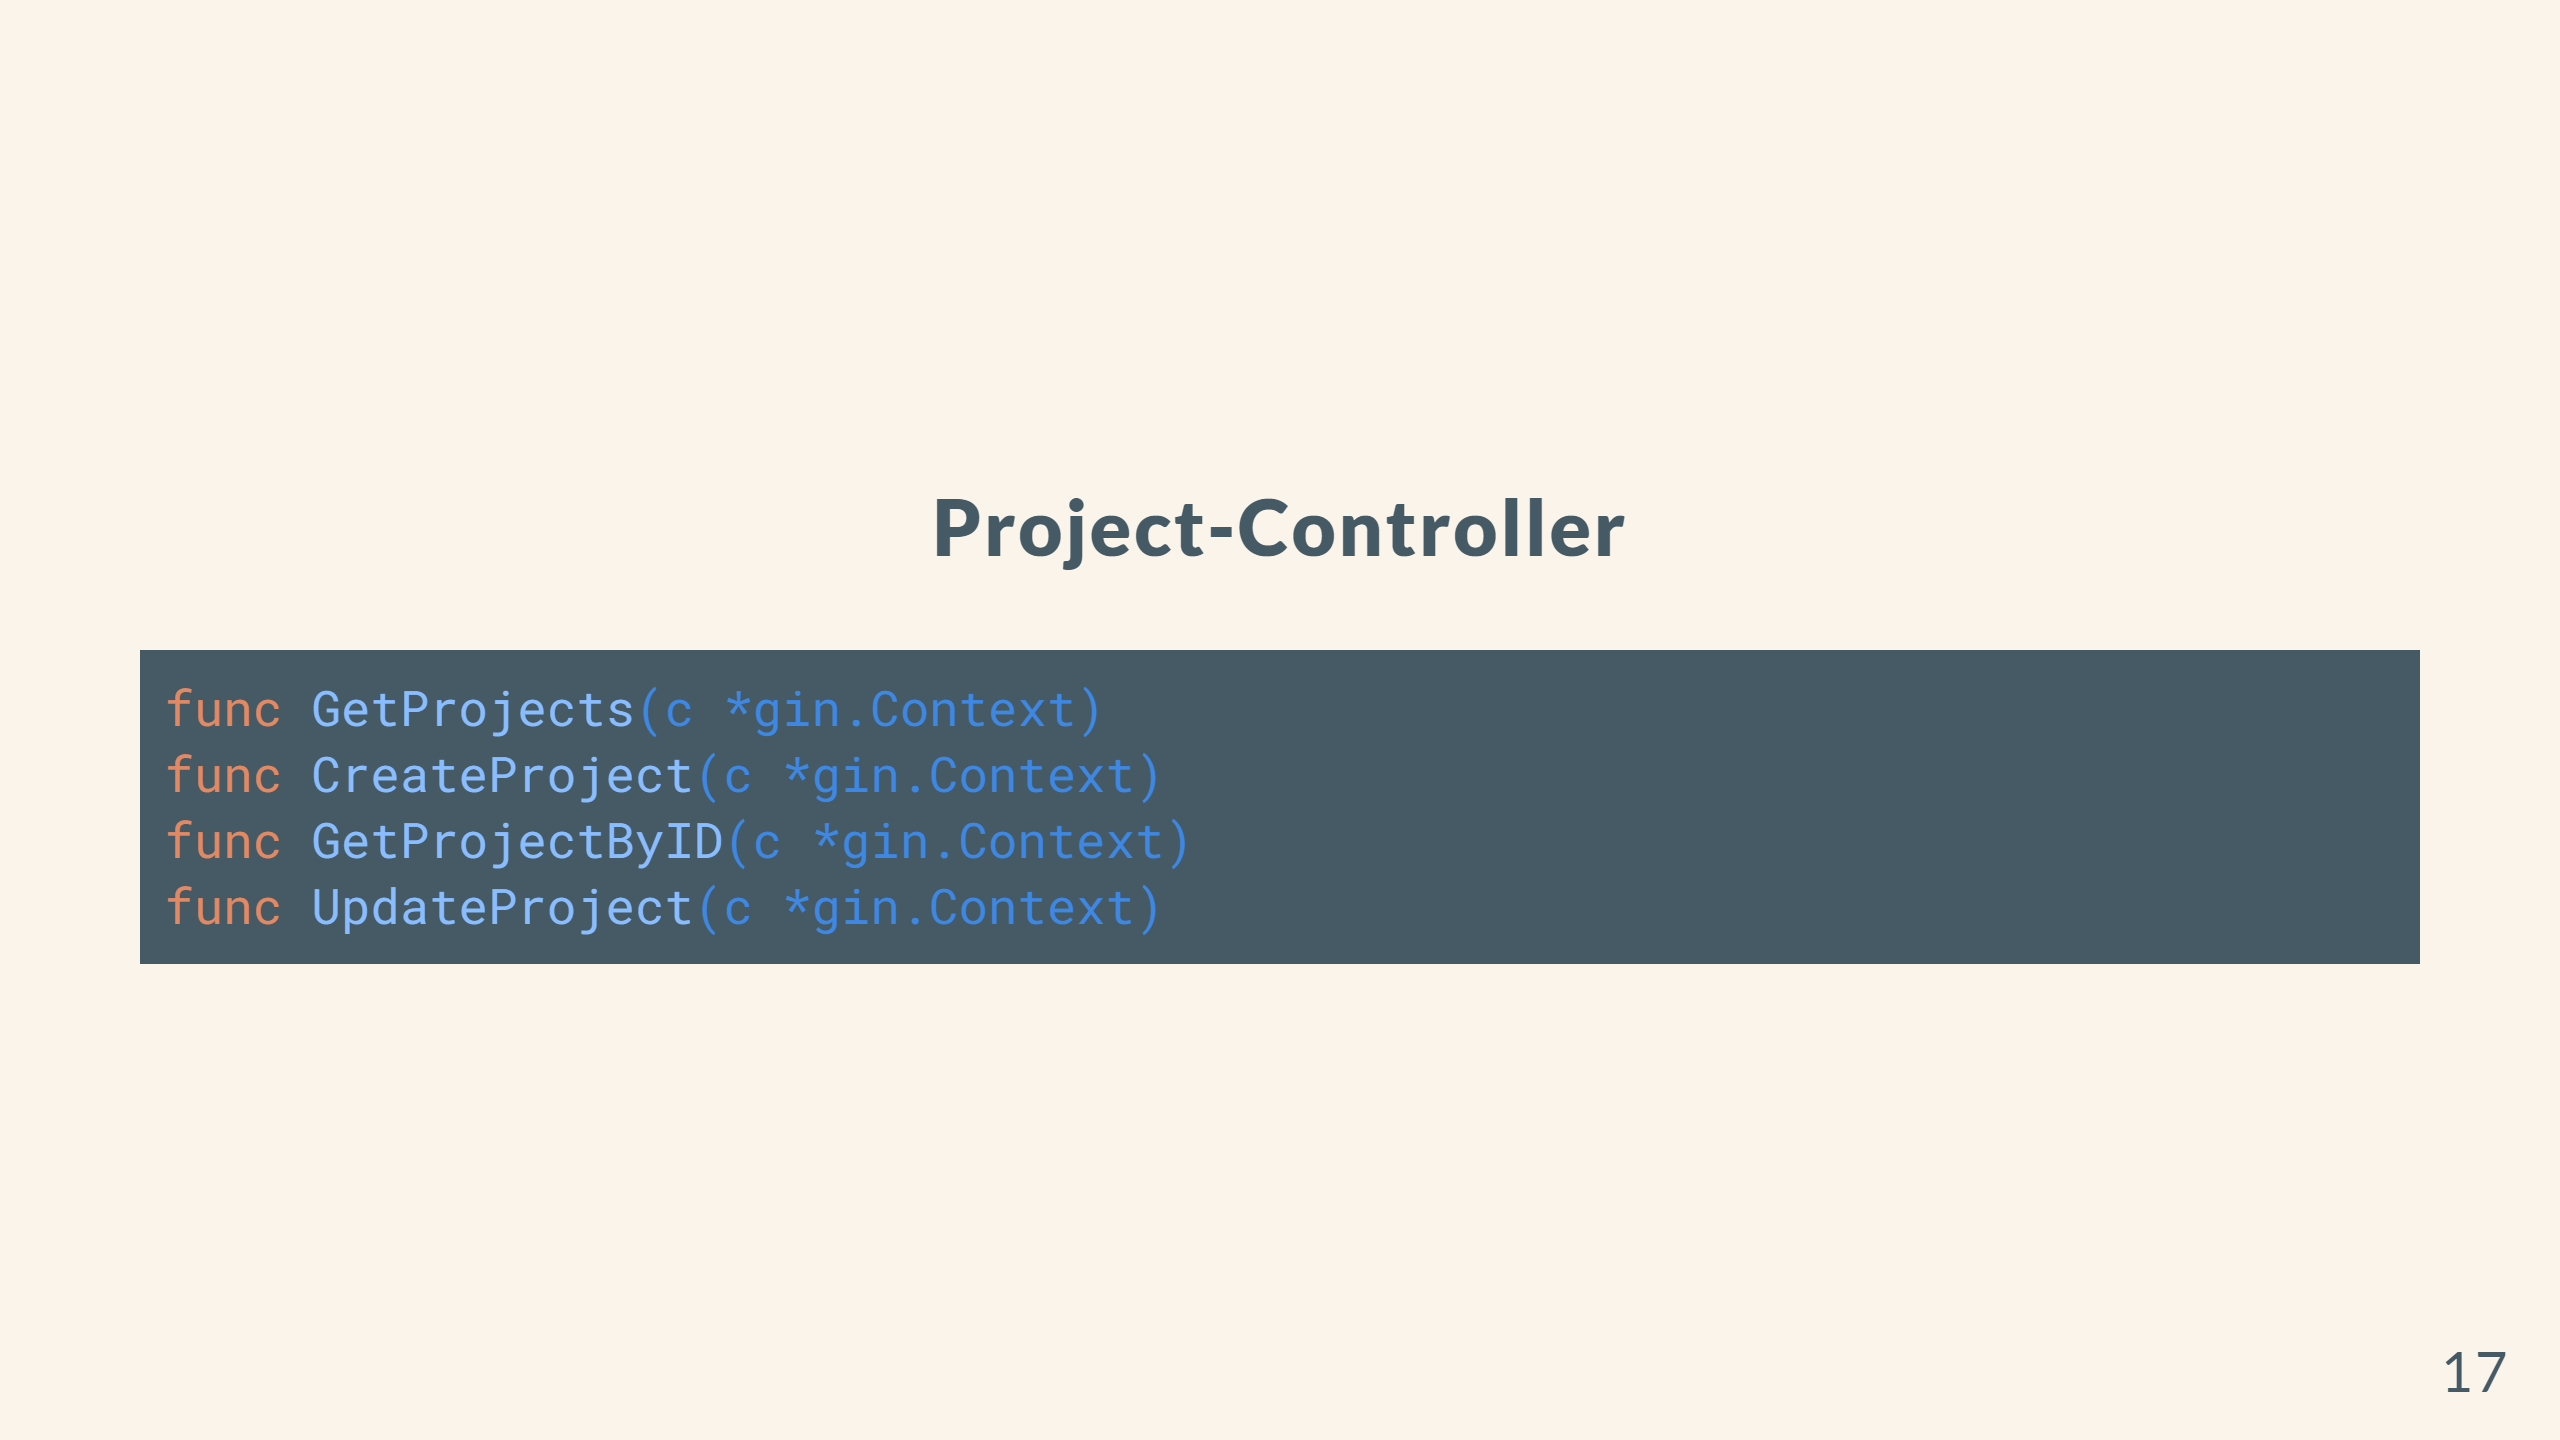 Project-Controller
func GetProjects(c *gin.Context)
func CreateProject(c *gin.Context)
func GetProjectByID(c *gin.Context)
func UpdateProject(c *gin.Context)
17